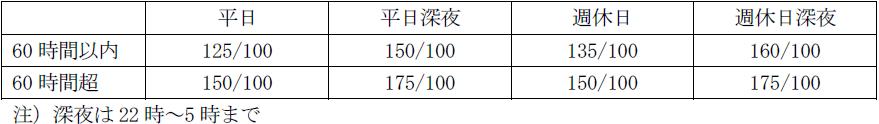 平日 平日深夜 週休日 週休日深夜
60 時間以内 125/100 150/100 135/100 160/100
60 時間超 150/100 175/100 150/100 175/100
注）深夜は 22 時～5 時まで